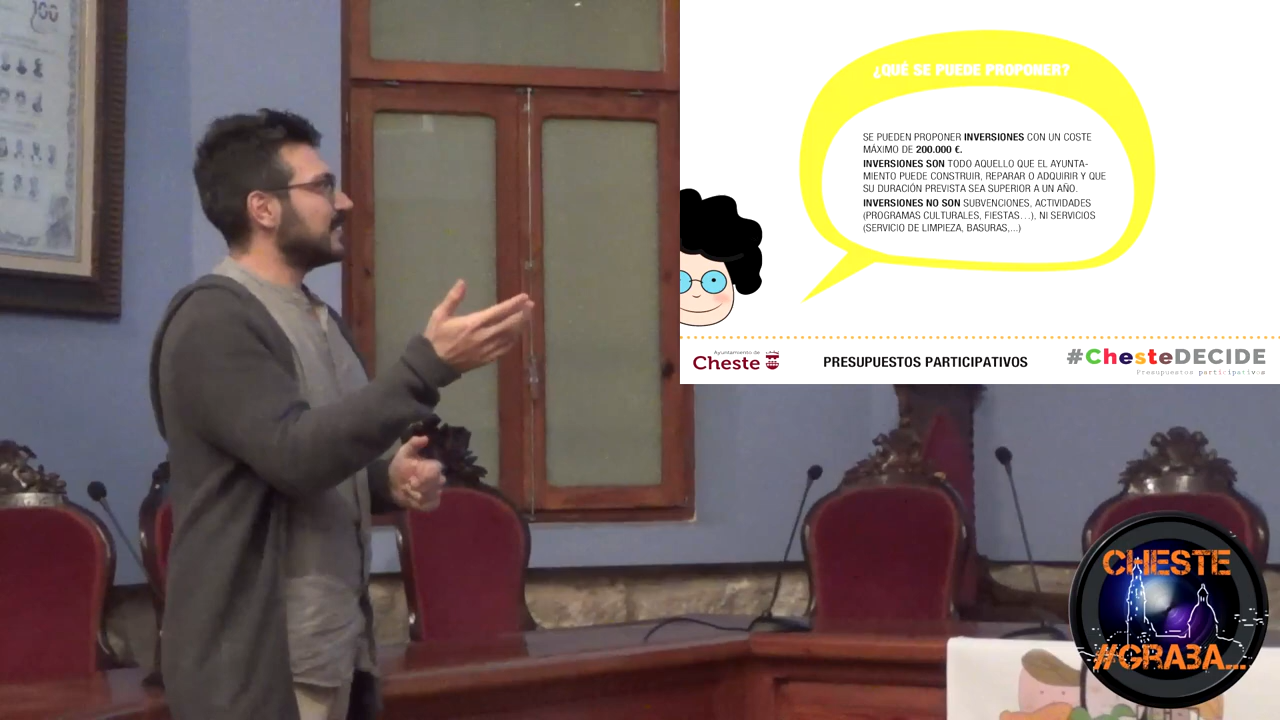 100
¿QUÉ SE PUEDE PROPONER?
SE PUEDEN PROPONER INVERSIONES CON UN COSTE
MÁXIMO DE 200.000 €.
INVERSIONES SON TODO AQUELLO QUE EL AYUNTA-
MIENTO PUEDE CONSTRUIR, REPARAR O ADQUIRIR Y QUE
SU DURACIÓN PREVISTA SEA SUPERIOR A UN AÑO.
INVERSIONES NO SON SUBVENCIONES, ACTIVIDADES
(PROGRAMAS CULTURALES, FIESTAS...), NI SERVICIOS
(SERVICIO DE LIMPIEZA, BASURAS,...)
Ayuntamiento de
Cheste
PRESUPUESTOS PARTICIPATIVOS
#ChesteDECIDE
Presupuestos participativos
CHESTE
#GRABA...